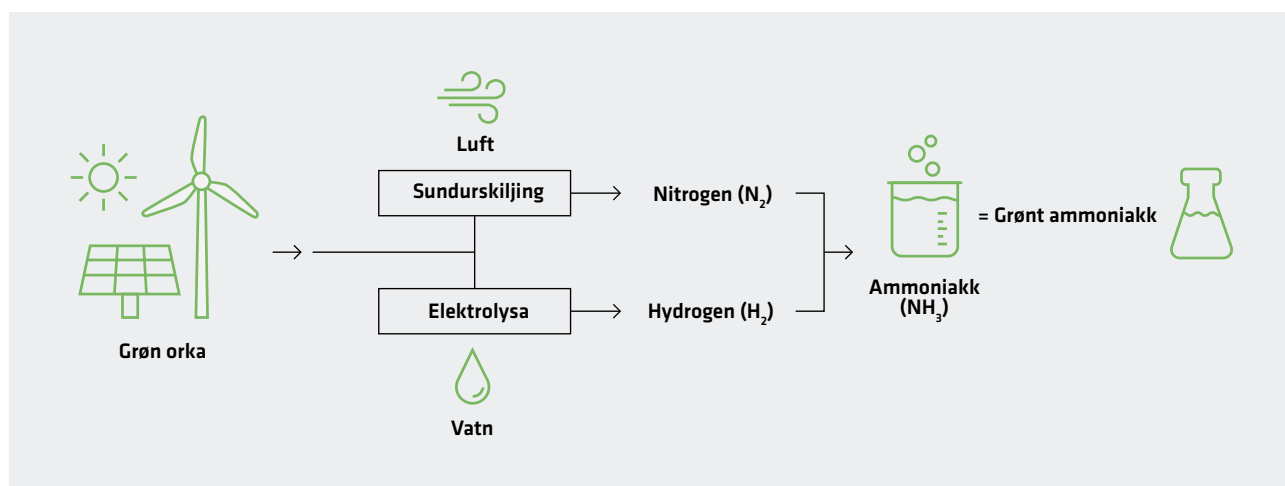 Grøn orka
Luft
Sundurskiljing
Elektrolysa
Vatn
Nitrogen (N₂)
Hydrogen (H₂)
Ammoniakk
(NH₃)
= Grønt ammoniakk